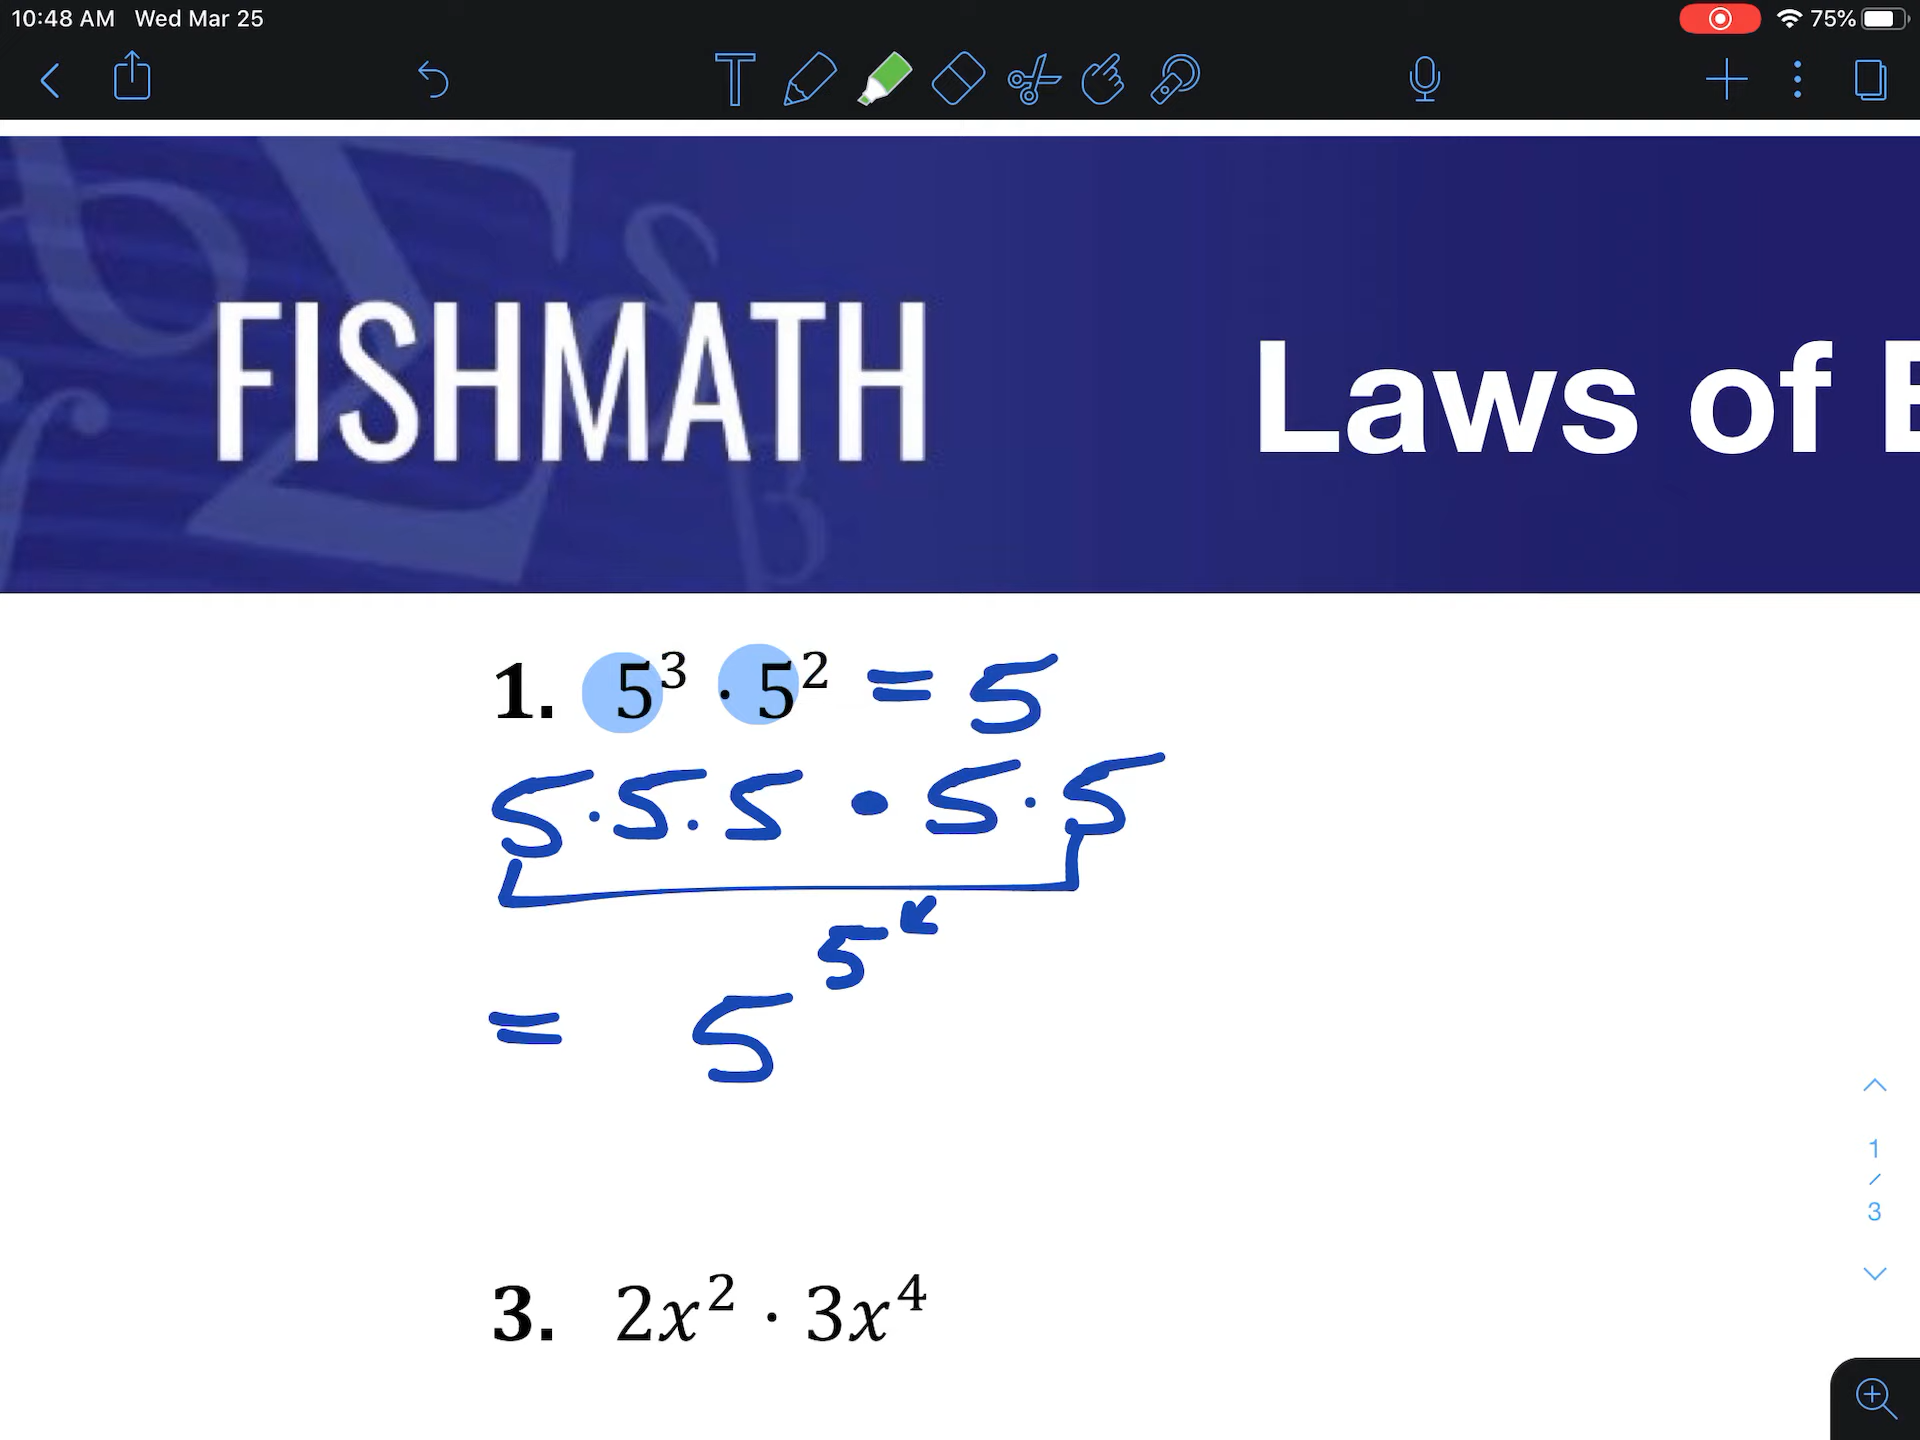 10:48 AM Wed Mar 25 75%
FISHMATH
Laws of E
1. 5³ · 5² = 5
5 · 5 · 5 · 5 · 5
= 5⁵
3. 2x² · 3x⁴
1
/
3